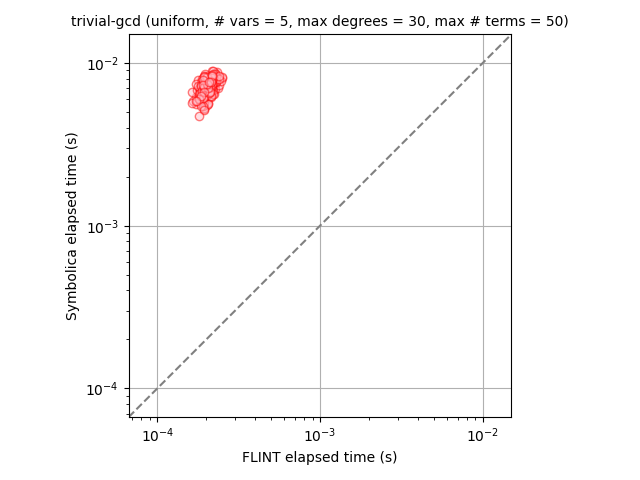 trivial-gcd (uniform, # vars = 5, max degrees = 30, max # terms = 50)
Symbolica elapsed time (s)
10⁻²
10⁻³
10⁻⁴
10⁻⁴
10⁻³
10⁻²
FLINT elapsed time (s)